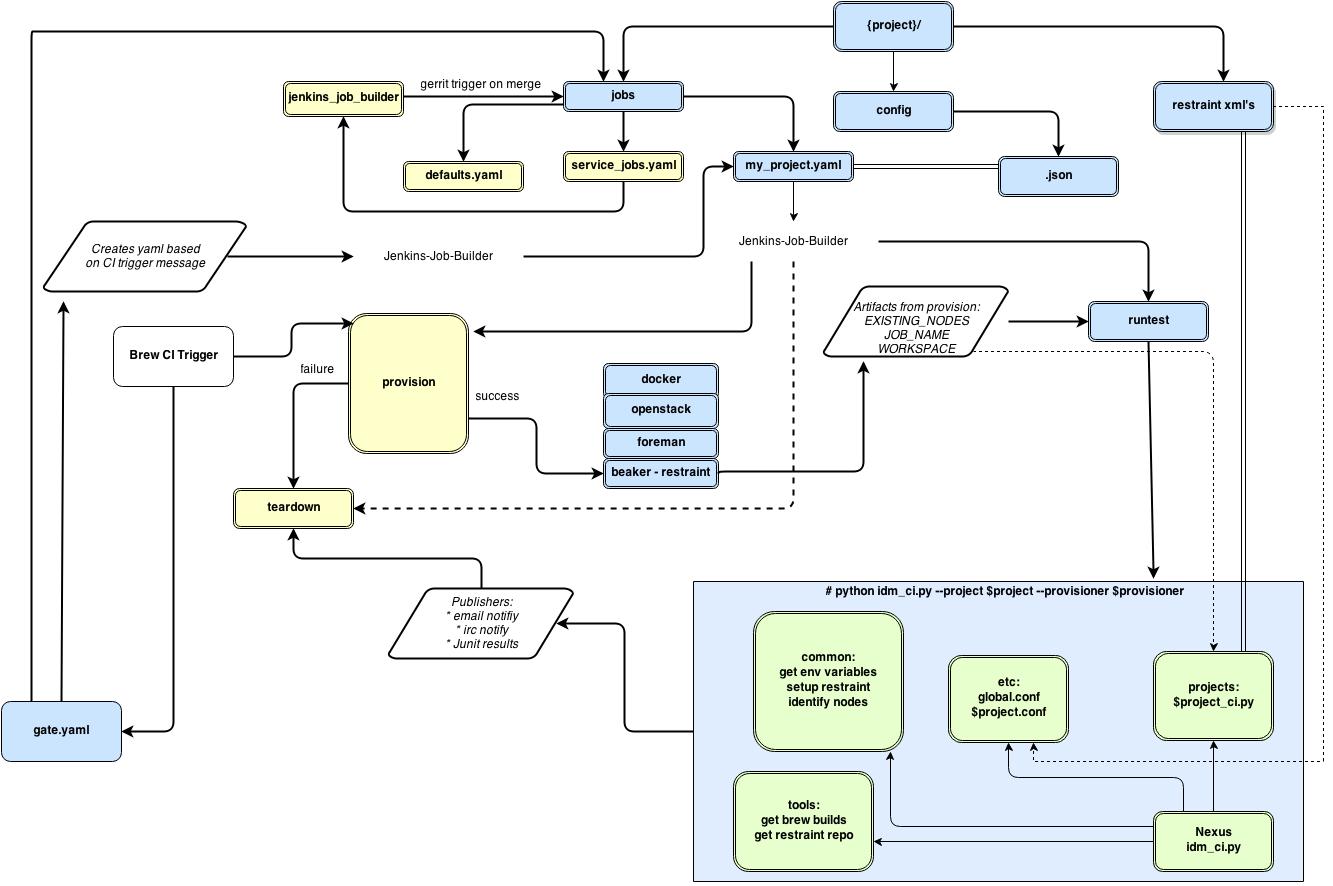 {project}/
gerrit trigger on merge
jenkins_job_builder
jobs
config
restraint xml's
defaults.yaml
service_jobs.yaml
my_project.yaml
.json
Creates yaml based
on CI trigger message
Jenkins-Job-Builder
Jenkins-Job-Builder
Artifacts from provision:
EXISTING_NODES
JOB_NAME
WORKSPACE
runtest
Brew CI Trigger
failure
provision
success
docker
openstack
foreman
beaker - restraint
teardown
Publishers:
* email notifiy
* irc notify
* Junit results
# python idm_ci.py --project $project --provisioner $provisioner
common:
get env variables
setup restraint
identify nodes
etc:
global.conf
$project.conf
projects:
$project_ci.py
gate.yaml
tools:
get brew builds
get restraint repo
Nexus
idm_ci.py